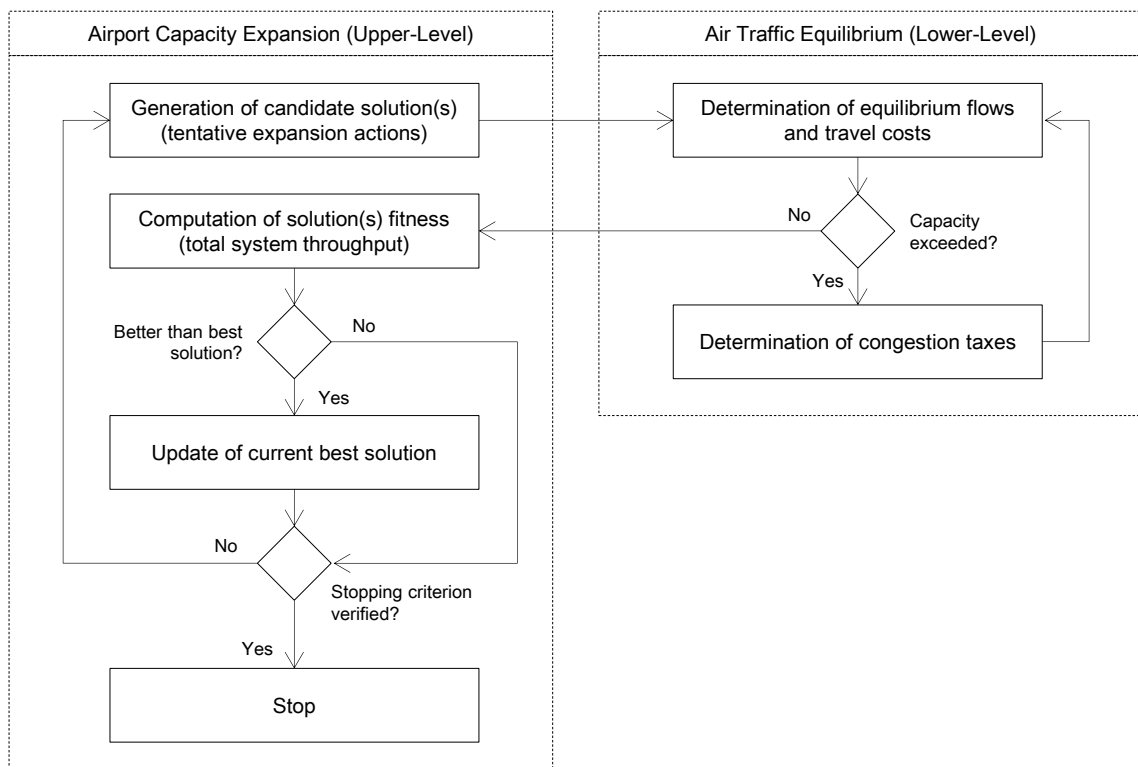 Airport Capacity Expansion (Upper-Level)
Generation of candidate solution(s)
(tentative expansion actions)
Computation of solution(s) fitness
(total system throughput)
Better than best
solution?
No
Yes
Update of current best solution
No
Stopping criterion
verified?
Yes
Stop
Air Traffic Equilibrium (Lower-Level)
Determination of equilibrium flows
and travel costs
No
Capacity
exceeded?
Yes
Determination of congestion taxes